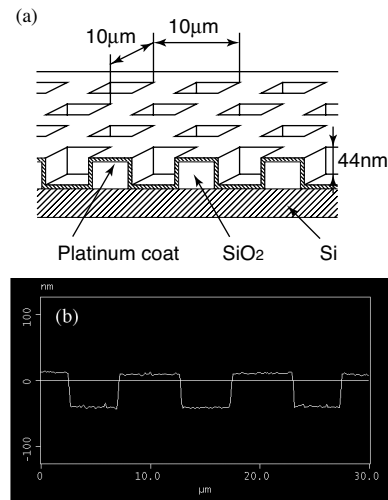 (a)
10μm
10μm
44nm
Platinum coat
SiO2
Si
nm
(b)
100
0
-100
0
10.0
20.0
30.0
μm